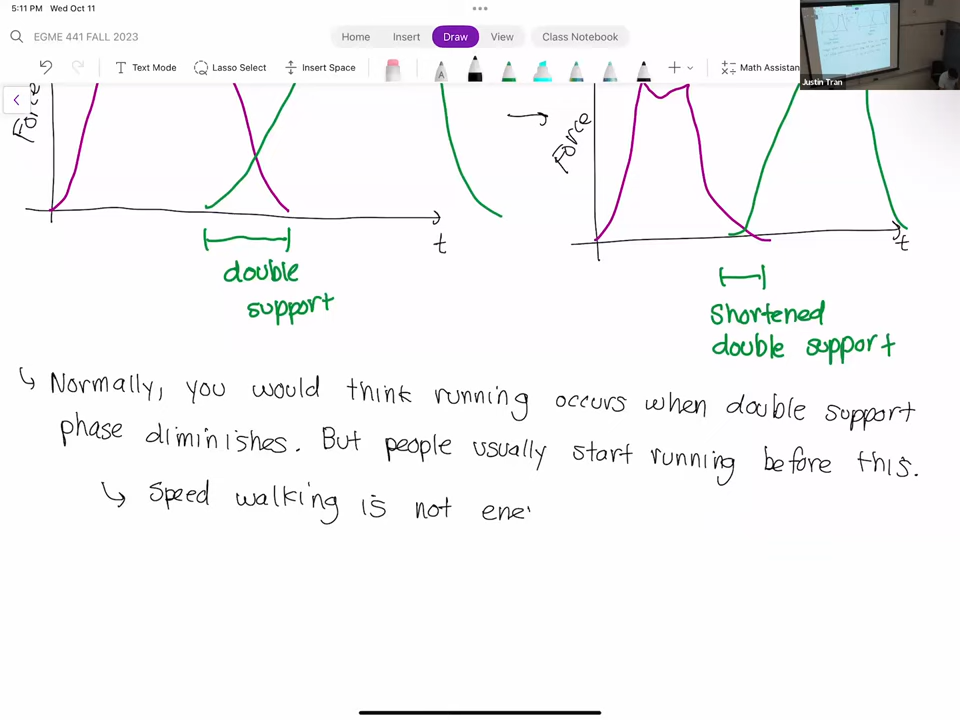 5:11 PM Wed Oct 11
EGME 441 FALL 2023
Home Insert Draw View Class Notebook
Text Mode Lasso Select Insert Space A Math Assistan
Justin Tran
Force
t
double
support
Force
t
Shortened
double support
Normally, you would think running occurs when double support
phase diminishes. But people usually start running before this.
Speed walking is not ene